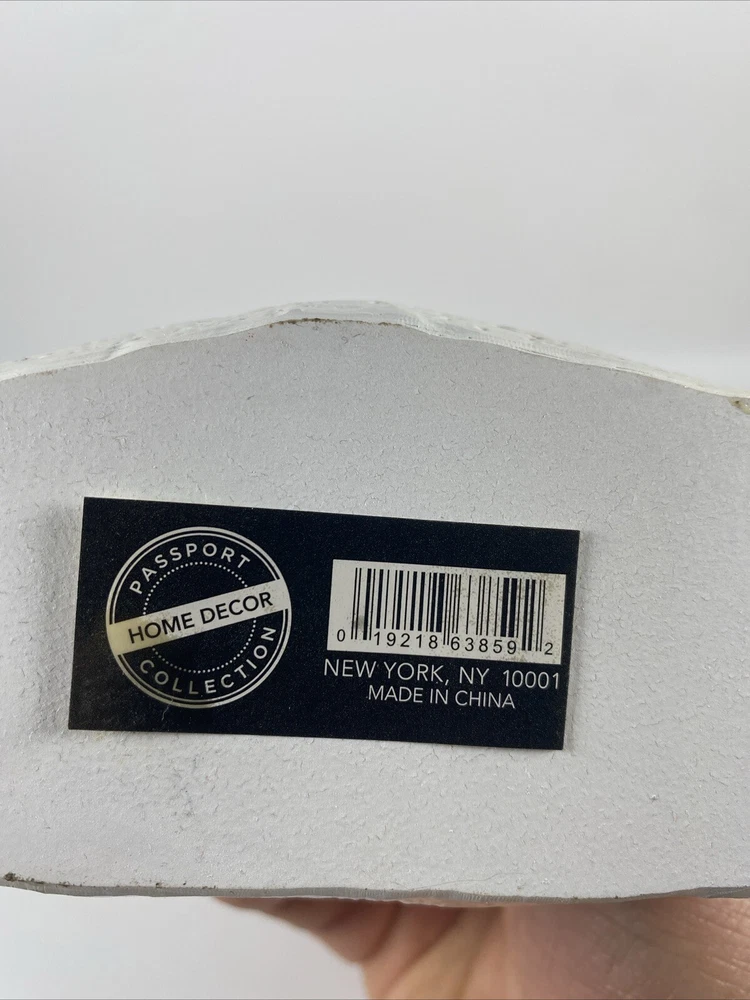 PASSPORT
HOME DECOR
COLLECTION
0 19218 63859 2
NEW YORK, NY 10001
MADE IN CHINA